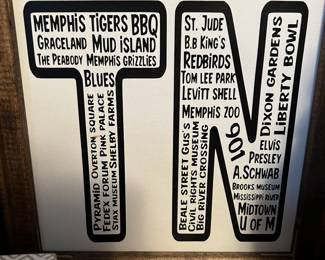 Memphis Tigers BBQ
Graceland Mud Island
The Peabody Memphis Grizzlies
Blues
Pyramid Overton Square
Fedex Forum Pink Palace
Stax Museum Shelby Farms
St. Jude
B.B King's
Redbirds
Tom Lee Park
Levitt Shell
Memphis Zoo
Beale Street Gus's
Civil Rights Museum
Big River Crossing
901
Dixon Gardens
Liberty Bowl
Elvis
Presley
A. Schwab
Brooks Museum
Mississippi River
Midtown
U of M